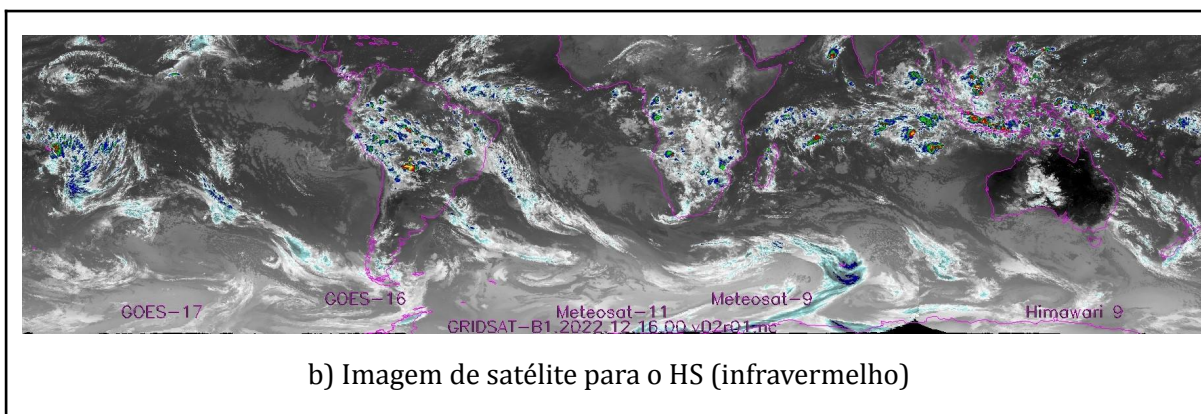 GOES-16
Meteosat-9
GOES-17
Meteosat-11
Himawari 9
GRIDSAT-B1.2022.12.16.00.v02r01.nc
b) Imagem de satélite para o HS (infravermelho)